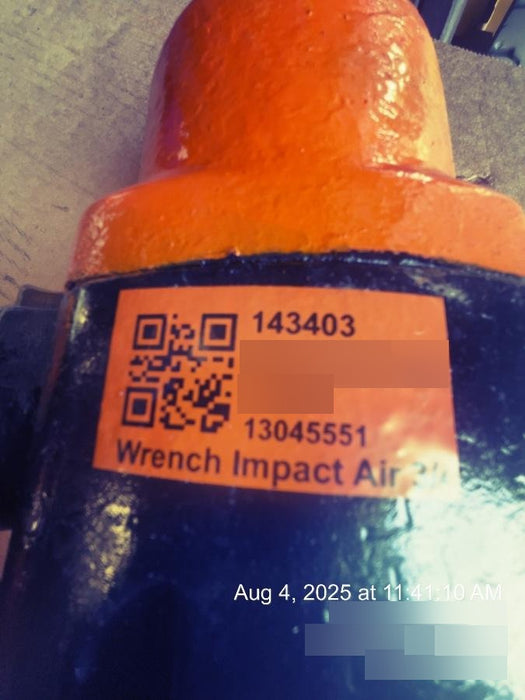 143403
13045551
Wrench Impact Air
Aug 4, 2025 at 11:41:10 AM